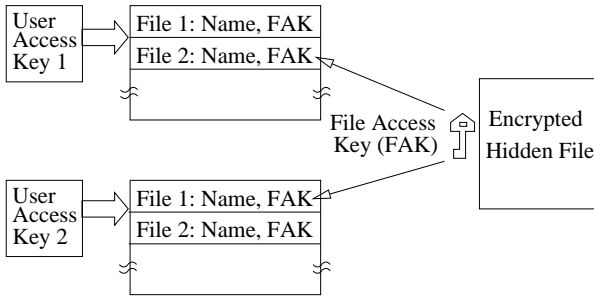 User
Access
Key 1
File 1: Name, FAK
File 2: Name, FAK
File Access
Key (FAK)
Encrypted
Hidden File
User
Access
Key 2
File 1: Name, FAK
File 2: Name, FAK